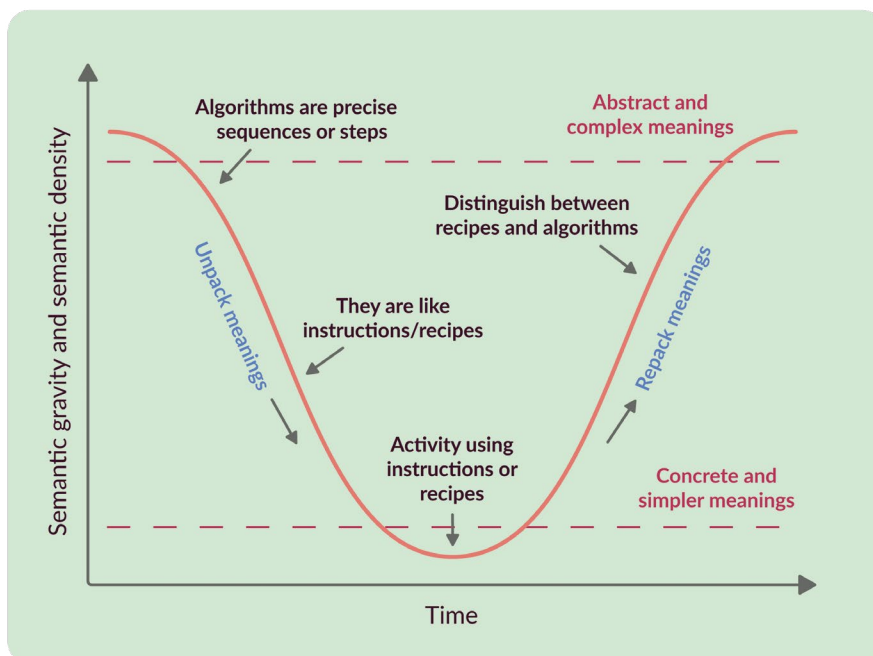 Semantic gravity and semantic density
Algorithms are precise
sequences or steps
Abstract and
complex meanings
Distinguish between
recipes and algorithms
Unpack meanings
They are like
instructions/recipes
Repack meanings
Activity using
instructions or
recipes
Concrete and
simpler meanings
Time